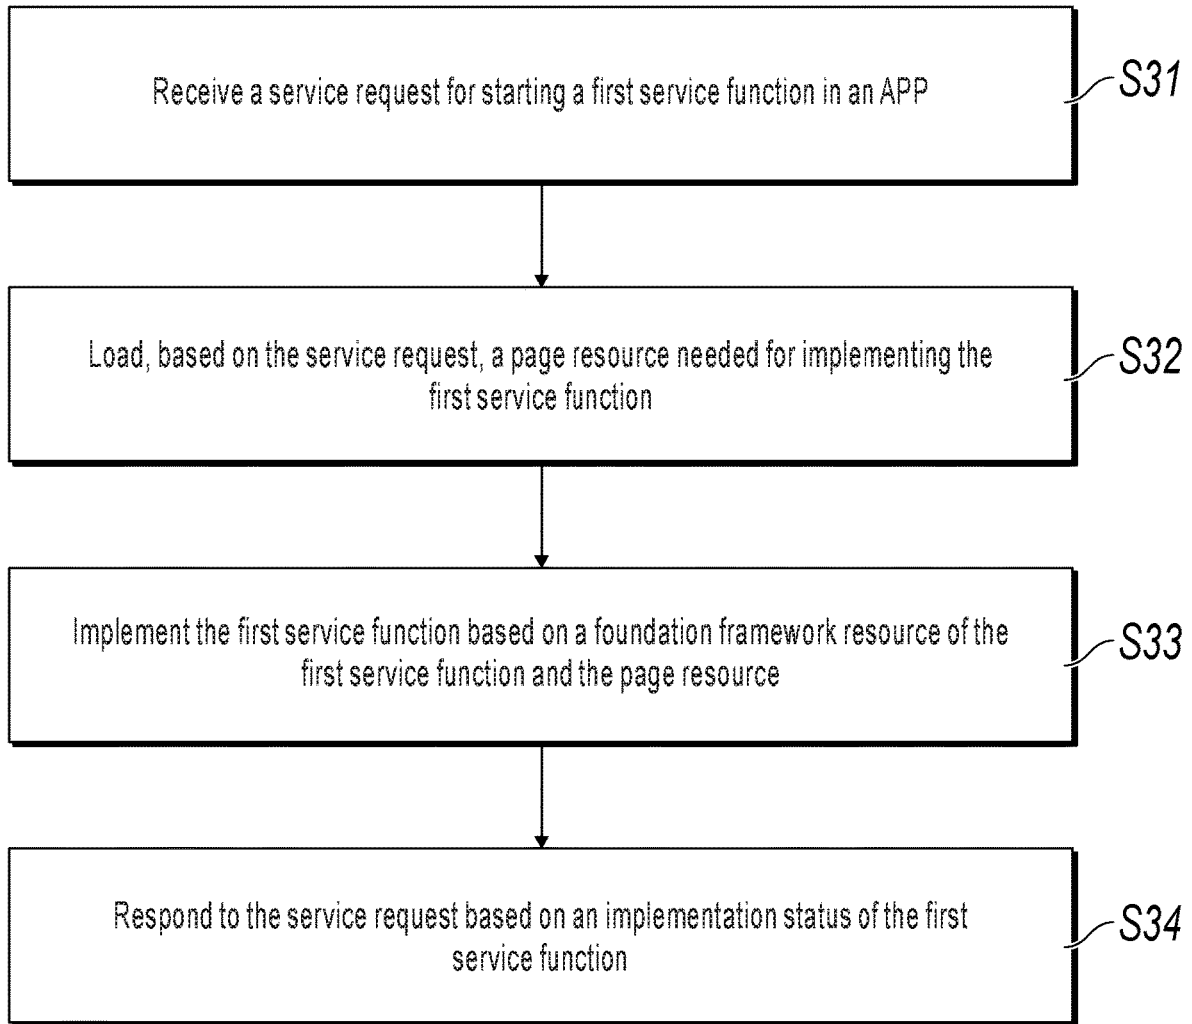 Receive a service request for starting a first service function in an APP
S31
Load, based on the service request, a page resource needed for implementing the
first service function
S32
Implement the first service function based on a foundation framework resource of the
first service function and the page resource
S33
Respond to the service request based on an implementation status of the first
service function
S34